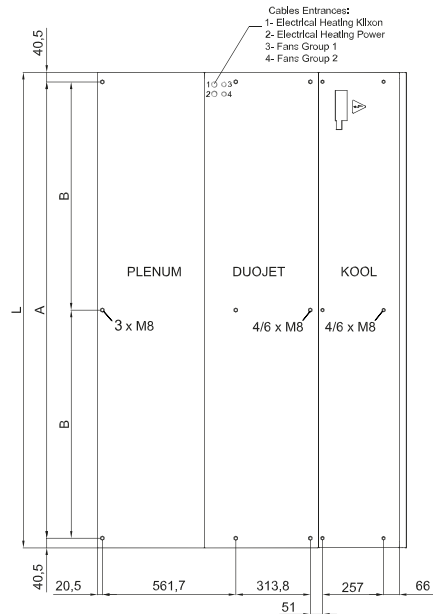 Cables Entrances:
1- Electrical Heating Klixon
2- Electrical Heating Power
3- Fans Group 1
4- Fans Group 2
40,5
1 3
2 4
B
L
A
PLENUM
DUOJET
KOOL
3 x M8
4/6 x M8
4/6 x M8
B
40,5
20,5
561,7
313,8
51
257
66